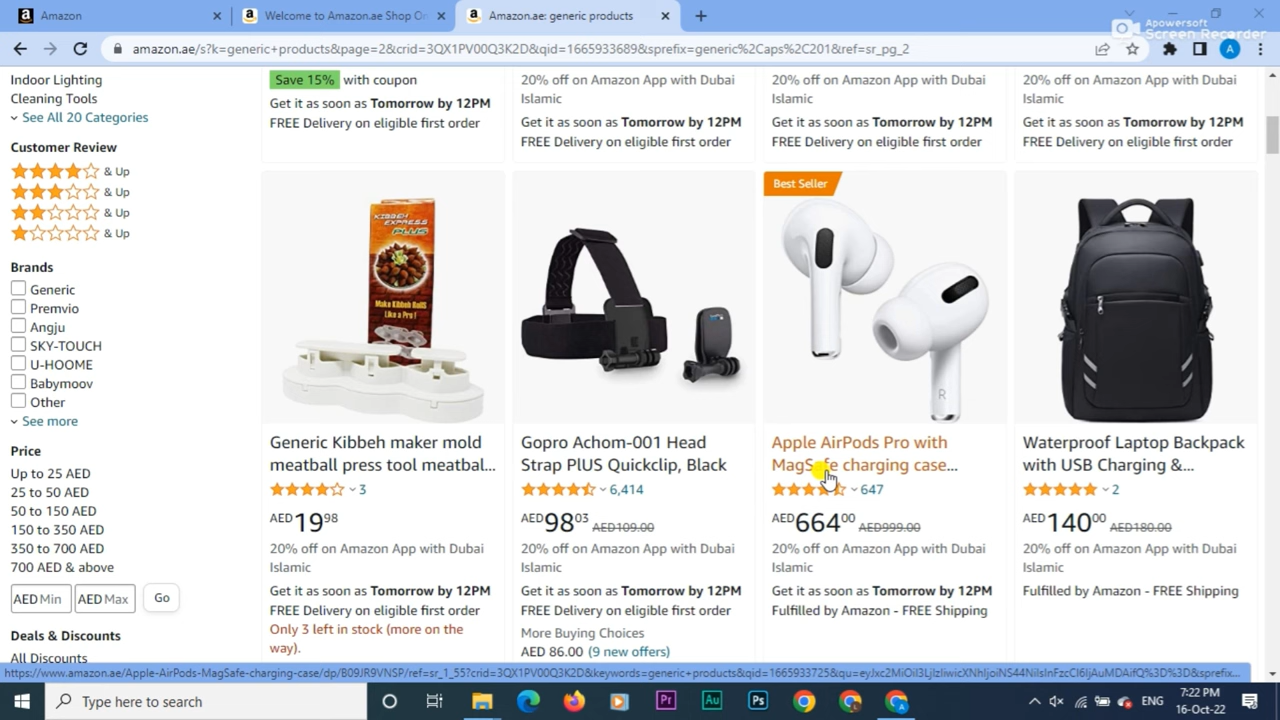 Amazon
Welcome to Amazon.ae Shop On
Amazon.ae: generic products
Apowersoft
Screen Recorder
amazon.ae/s?k=generic+products&page=2&crid=3QX1PV00Q3K2D&qid=1665933689&sprefix=generic%2Caps%2C201&ref=sr_pg_2
A
Indoor Lighting
Cleaning Tools
See All 20 Categories
Customer Review
& Up
& Up
& Up
& Up
Brands
Generic
Premvio
Angju
SKY-TOUCH
U-HOOME
Babymoov
Other
See more
Price
Up to 25 AED
25 to 50 AED
50 to 150 AED
150 to 350 AED
350 to 700 AED
700 AED & above
AED Min
AED Max
Go
Deals & Discounts
All Discounts
Save 15% with coupon
Get it as soon as Tomorrow by 12PM
FREE Delivery on eligible first order
20% off on Amazon App with Dubai
Islamic
Get it as soon as Tomorrow by 12PM
FREE Delivery on eligible first order
20% off on Amazon App with Dubai
Islamic
Get it as soon as Tomorrow by 12PM
FREE Delivery on eligible first order
20% off on Amazon App with Dubai
Islamic
Get it as soon as Tomorrow by 12PM
FREE Delivery on eligible first order
KIBBEH
EXPRESS
PLUS
Make Kibbeh Balls
Like a Pro!
Generic Kibbeh maker mold
meatball press tool meatbal...
3
AED 19 98
20% off on Amazon App with Dubai
Islamic
Get it as soon as Tomorrow by 12PM
FREE Delivery on eligible first order
Only 3 left in stock (more on the
way).
Gopro Achom-001 Head
Strap PlUS Quickclip, Black
6,414
AED 98 03 AED109.00
20% off on Amazon App with Dubai
Islamic
Get it as soon as Tomorrow by 12PM
FREE Delivery on eligible first order
More Buying Choices
AED 86.00 (9 new offers)
Best Seller
R
Apple AirPods Pro with
MagSafe charging case...
647
AED 664 00 AED999.00
20% off on Amazon App with Dubai
Islamic
Get it as soon as Tomorrow by 12PM
Fulfilled by Amazon - FREE Shipping
Waterproof Laptop Backpack
with USB Charging &...
2
AED 140 00 AED180.00
20% off on Amazon App with Dubai
Islamic
Fulfilled by Amazon - FREE Shipping
Type here to search
Pr
Au
Ps
ENG
7:22 PM
16-Oct-22